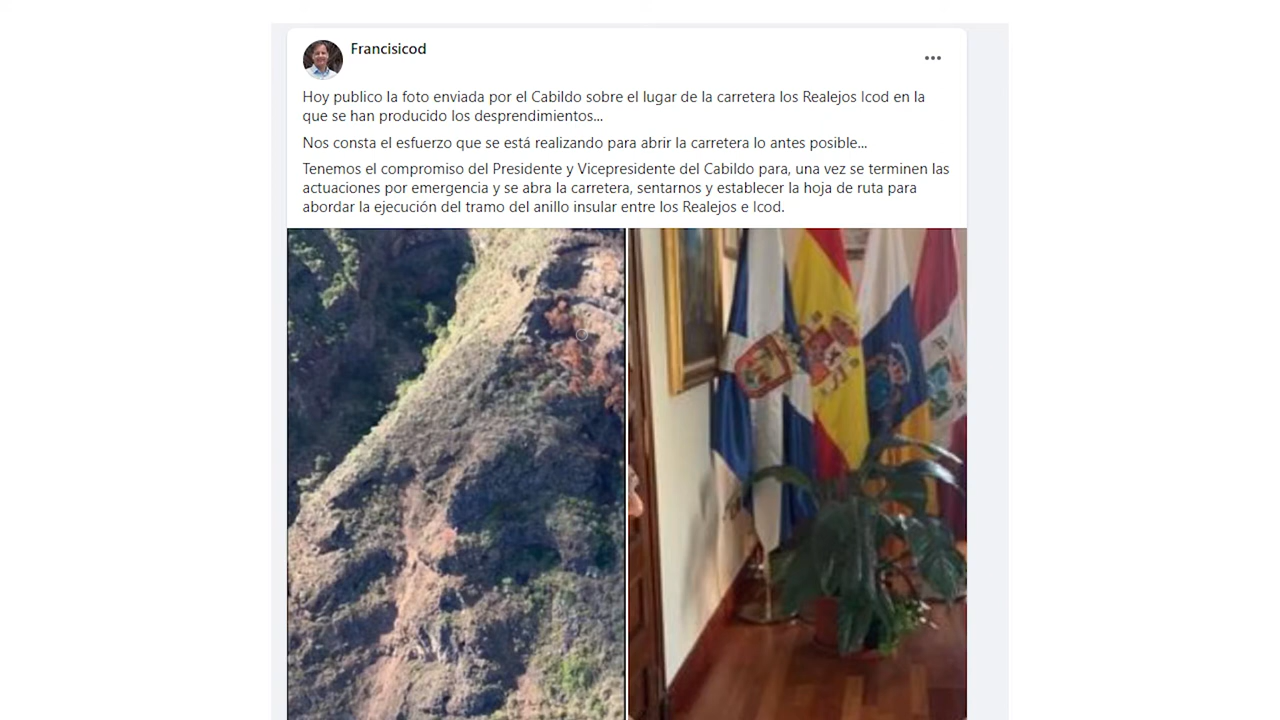 Francisicod
Hoy publico la foto enviada por el Cabildo sobre el lugar de la carretera los Realejos Icod en la
que se han producido los desprendimientos...
Nos consta el esfuerzo que se está realizando para abrir la carretera lo antes posible...
Tenemos el compromiso del Presidente y Vicepresidente del Cabildo para, una vez se terminen las
actuaciones por emergencia y se abra la carretera, sentarnos y establecer la hoja de ruta para
abordar la ejecución del tramo del anillo insular entre los Realejos e Icod.